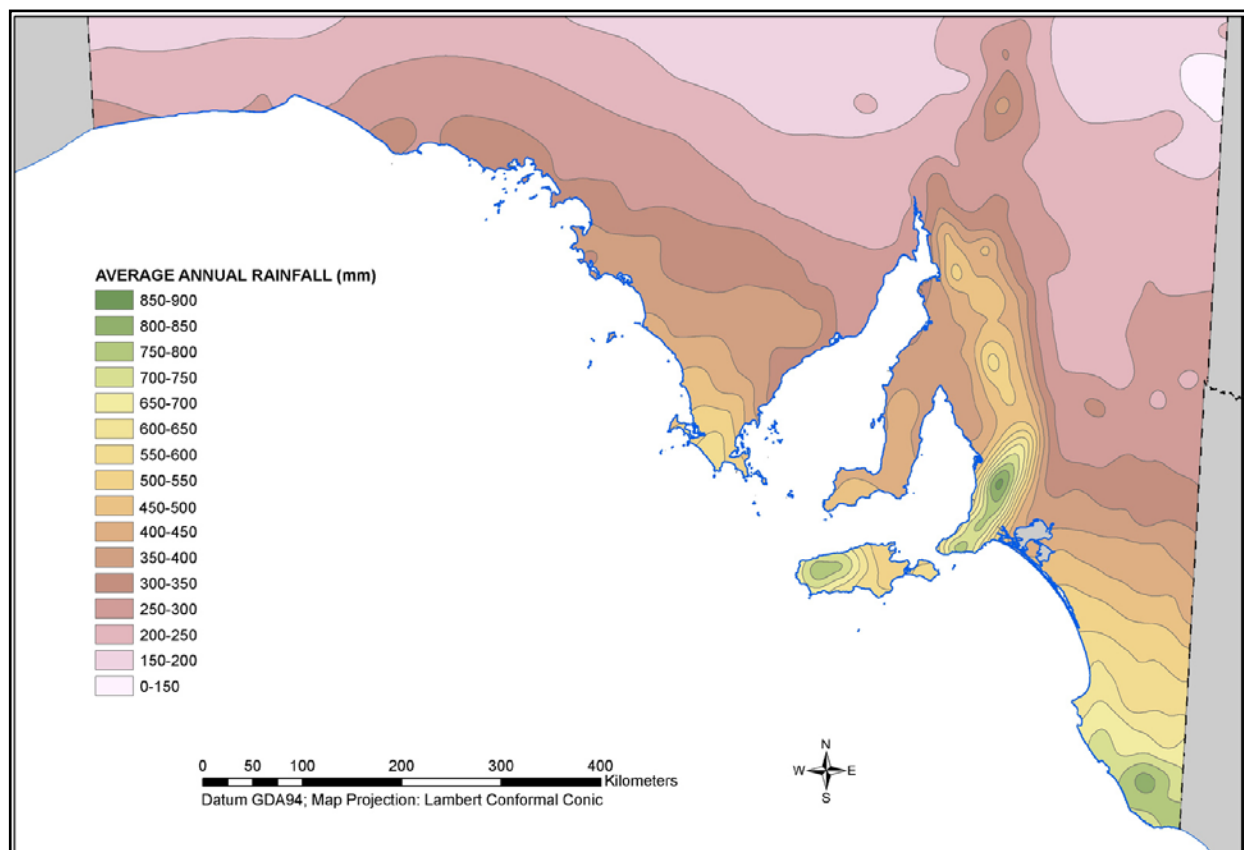 AVERAGE ANNUAL RAINFALL (mm)
850-900
800-850
750-800
700-750
650-700
600-650
550-600
500-550
450-500
400-450
350-400
300-350
250-300
200-250
150-200
0-150
0 50 100 200 300 400
Kilometers
Datum GDA94; Map Projection: Lambert Conformal Conic
N
W E
S